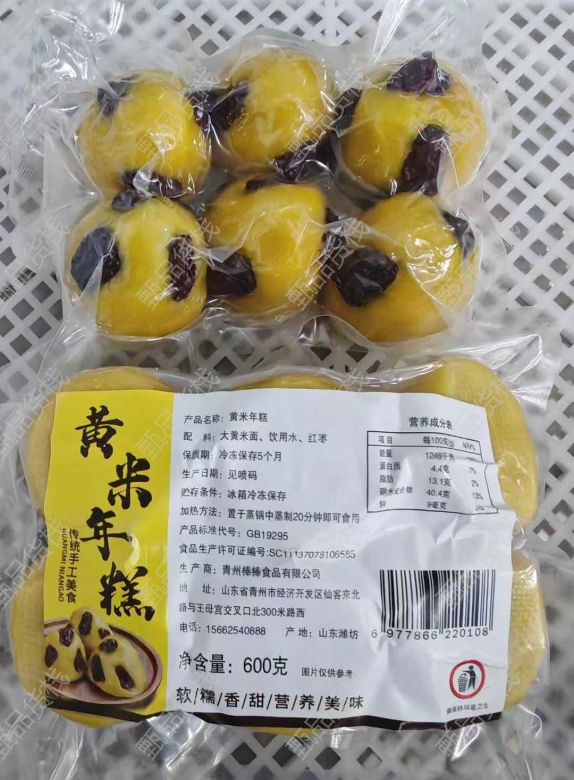 黄米年糕
传统手工美食
HUANGMI NIANGAO
产品名称：黄米年糕
配 料：大黄米面、饮用水、红枣
保质期：冷冻保存5个月
生产日期：见喷码
贮存条件：冰箱冷冻保存
加热方法：置于蒸锅中蒸制20分钟即可食用
产品标准代号：GB19295
食品生产许可证编号：SC11137078106585
生产商：青州棒棒食品有限公司
地 址：山东省青州市经济开发区仙客来北
路与王母宫交叉口北300米路西
电话：15662540888 产 地：山东潍坊
净含量：600克 图片仅供参考
软/糯/香/甜/营/养/美/味
营养成分表
项目 每100克 NRV%
能量 1246千焦
蛋白质 4.4克 7%
脂肪 13.1克 2%
碳水化合物 40.4克 13%
钠 9毫克
6 977866 220108
甄品货栈